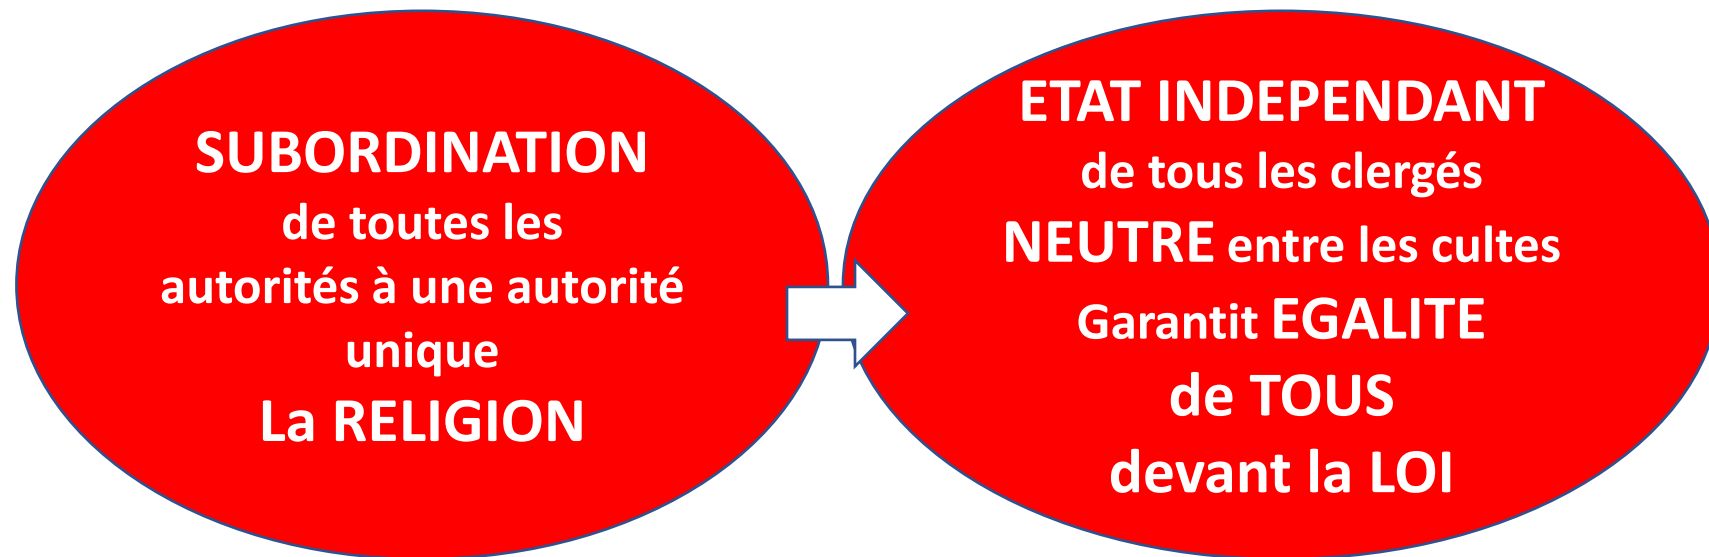 SUBORDINATION
de toutes les
autorités à une autorité
unique
La RELIGION
ETAT INDEPENDANT
de tous les clergés
NEUTRE entre les cultes
Garantit EGALITE
de TOUS
devant la LOI